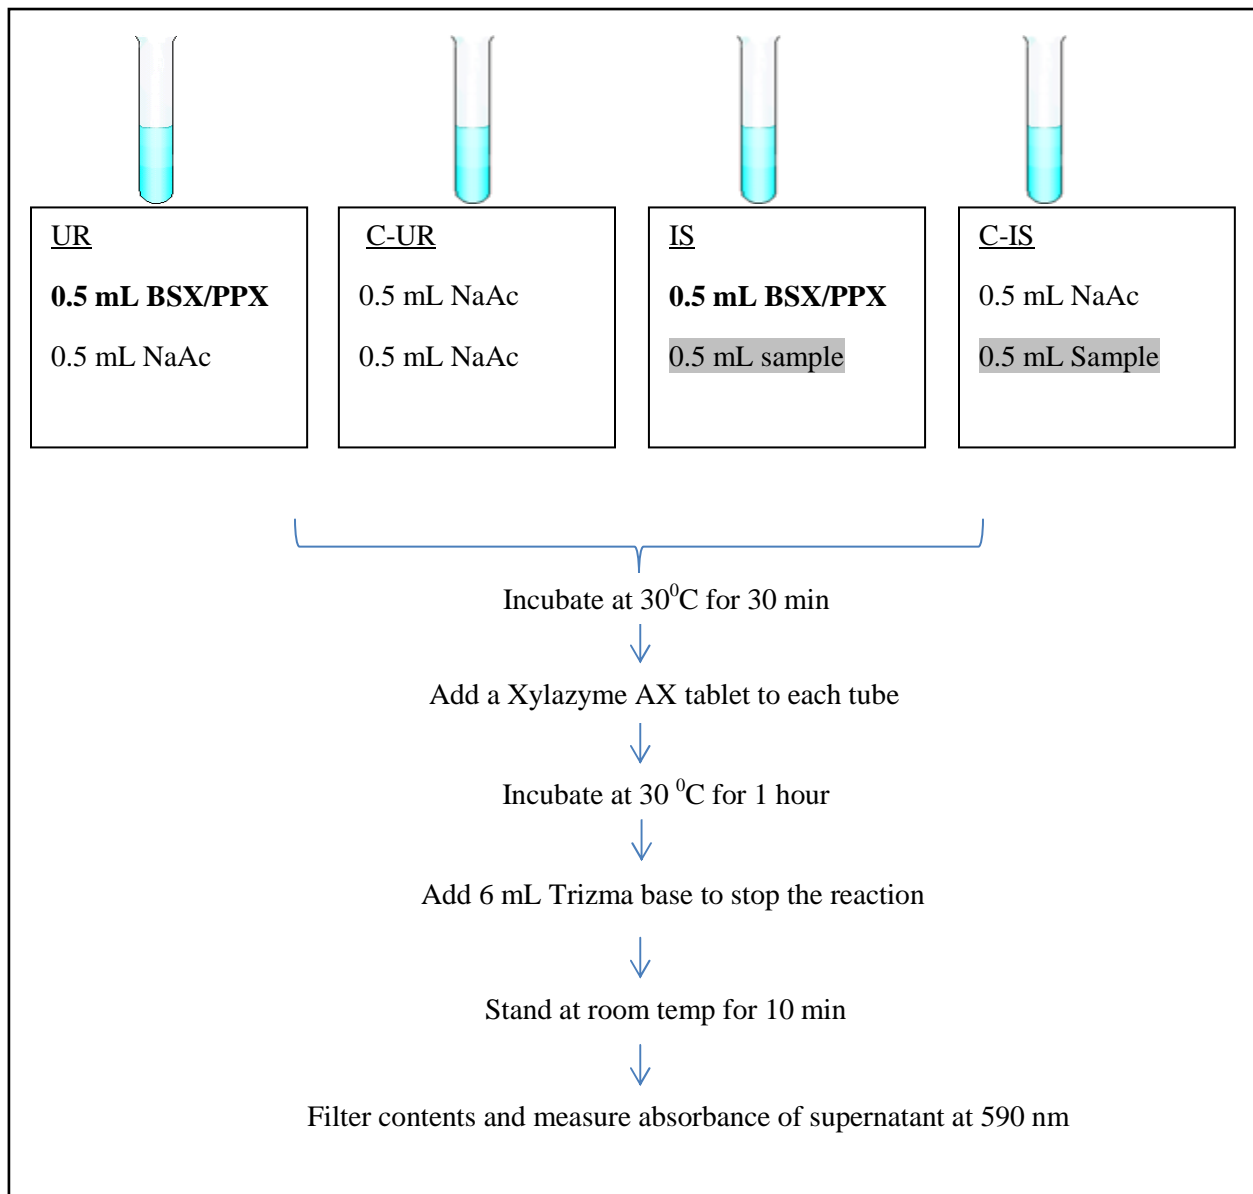 UR
0.5 mL BSX/PPX
0.5 mL NaAc
C-UR
0.5 mL NaAc
0.5 mL NaAc
IS
0.5 mL BSX/PPX
0.5 mL sample
C-IS
0.5 mL NaAc
0.5 mL Sample
Incubate at 30⁰C for 30 min
Add a Xylazyme AX tablet to each tube
Incubate at 30 ⁰C for 1 hour
Add 6 mL Trizma base to stop the reaction
Stand at room temp for 10 min
Filter contents and measure absorbance of supernatant at 590 nm